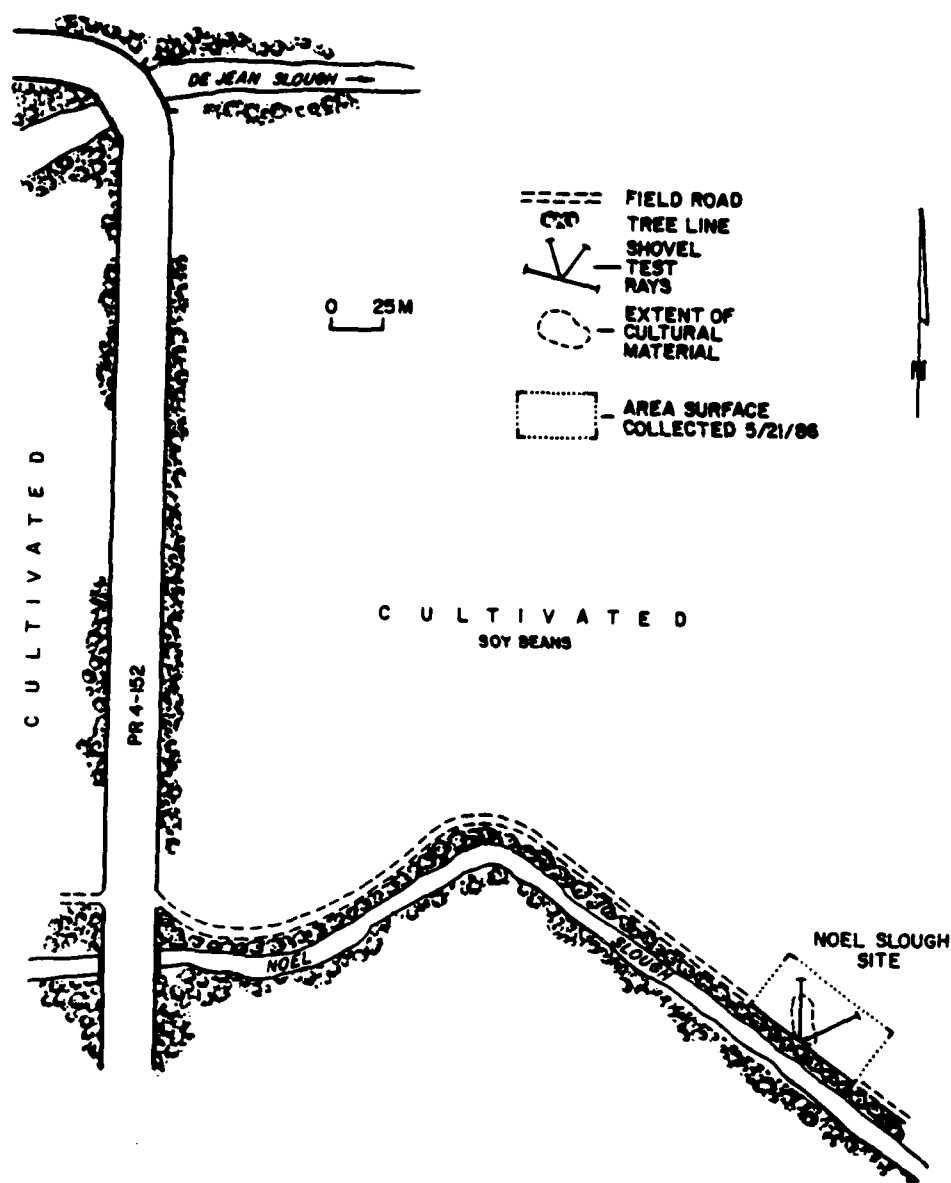 DE JEAN SLOUGH
FIELD ROAD
TREE LINE
SHOVEL
TEST
RAYS
EXTENT OF
CULTURAL
MATERIAL
AREA SURFACE
COLLECTED 5/21/86
0 25M
N
CULTIVATED
CULTIVATED
SOY BEANS
PR 4-152
NOEL SLOUGH
NOEL SLOUGH
SITE